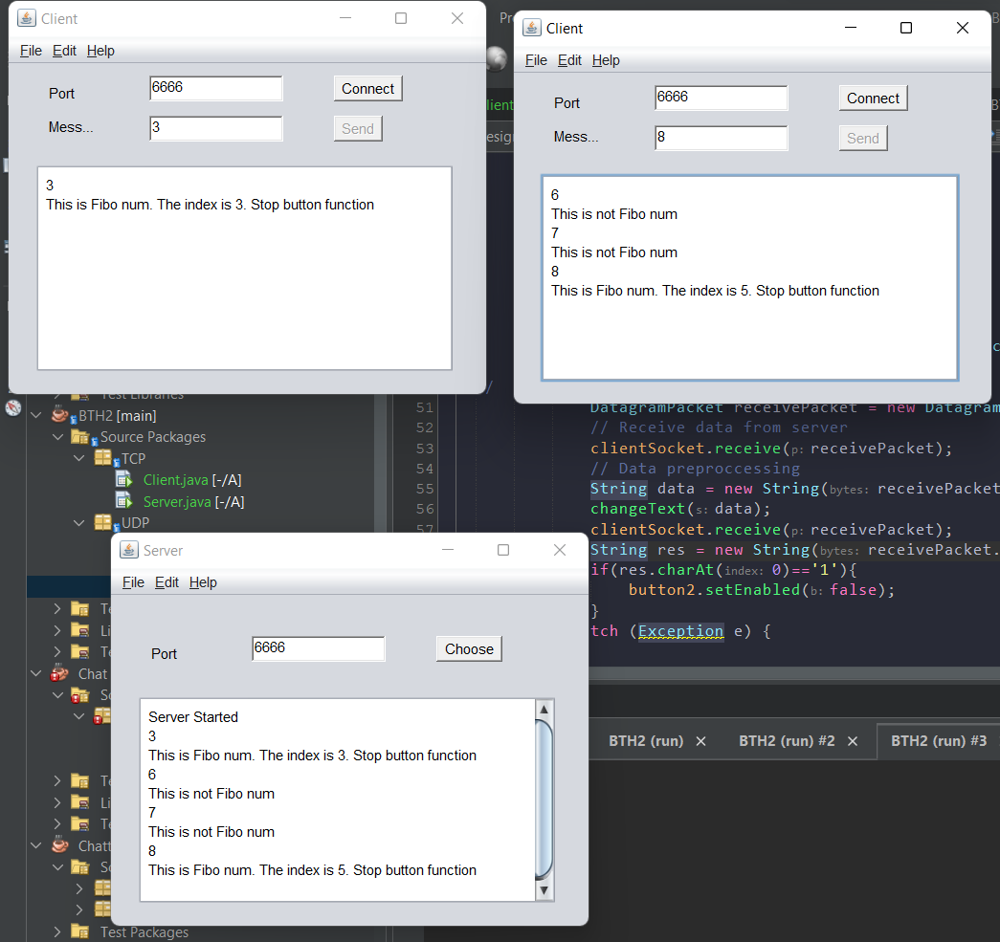 Client
File Edit Help
Port
6666
Connect
Mess...
3
Send
3
This is Fibo num. The index is 3. Stop button function
Client
File Edit Help
Port
6666
Connect
Mess...
8
Send
6
This is not Fibo num
7
This is not Fibo num
8
This is Fibo num. The index is 5. Stop button function
Test Libraries
BTH2 [main]
Source Packages
TCP
Client.java [-/A]
Server.java [-/A]
UDP
Chat
Test Packages
51 DatagramPacket receivePacket = new Datagram
52 // Receive data from server
53 clientSocket.receive(p: receivePacket);
54 // Data preproccessing
55 String data = new String(bytes: receivePacket
56 changeText(s: data);
57 clientSocket.receive(p: receivePacket);
String res = new String(bytes: receivePacket.
if(res.charAt(index: 0)=='1'){
button2.setEnabled(b: false);
}
tch (Exception e) {
Server
File Edit Help
Port
6666
Choose
Server Started
3
This is Fibo num. The index is 3. Stop button function
6
This is not Fibo num
7
This is not Fibo num
8
This is Fibo num. The index is 5. Stop button function
BTH2 (run) BTH2 (run) #2 BTH2 (run) #3